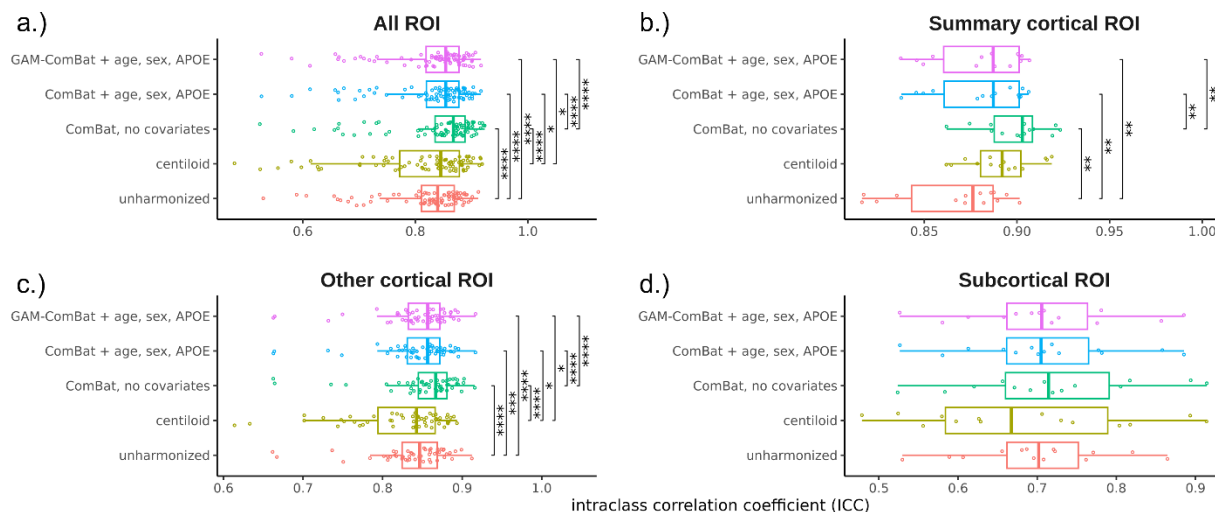 a.)
All ROI
GAM-ComBat + age, sex, APOE
ComBat + age, sex, APOE
ComBat, no covariates
centiloid
unharmonized
****
****
****
****
*
*
****
****
0.6 0.8 1.0
b.)
Summary cortical ROI
GAM-ComBat + age, sex, APOE
ComBat + age, sex, APOE
ComBat, no covariates
centiloid
unharmonized
**
**
**
**
**
0.85 0.90 0.95 1.00
c.)
Other cortical ROI
GAM-ComBat + age, sex, APOE
ComBat + age, sex, APOE
ComBat, no covariates
centiloid
unharmonized
****
***
****
****
*
*
****
****
0.6 0.7 0.8 0.9 1.0
d.)
Subcortical ROI
GAM-ComBat + age, sex, APOE
ComBat + age, sex, APOE
ComBat, no covariates
centiloid
unharmonized
0.5 0.6 0.7 0.8 0.9
intraclass correlation coefficient (ICC)